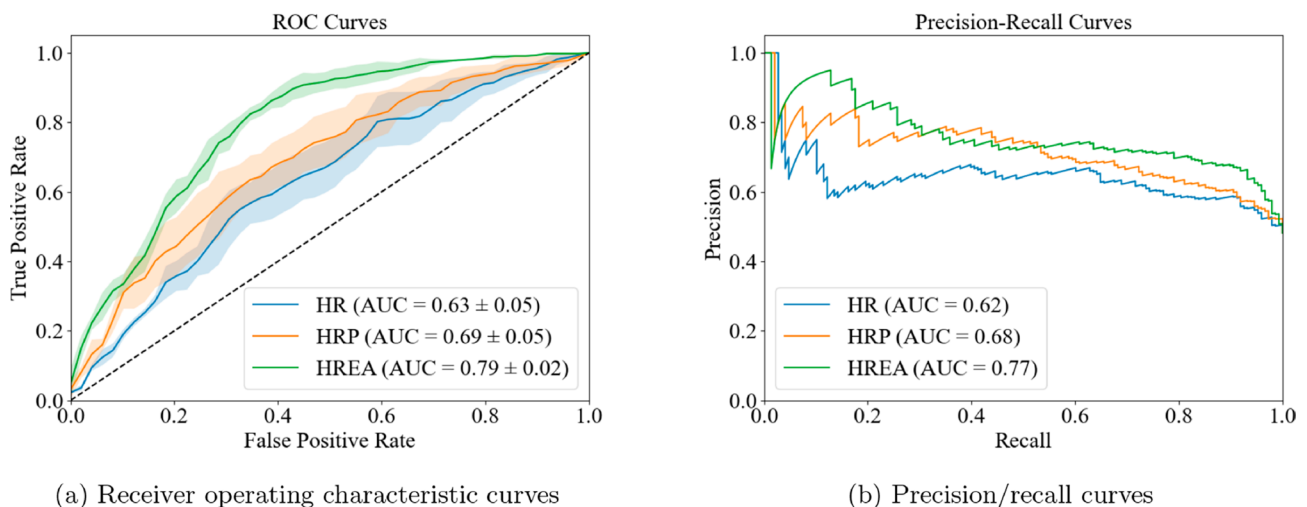 ROC Curves
1.0
0.8
0.6
0.4
0.2
0.0
True Positive Rate
HR (AUC = 0.63 ± 0.05)
HRP (AUC = 0.69 ± 0.05)
HREA (AUC = 0.79 ± 0.02)
0.0 0.2 0.4 0.6 0.8 1.0
False Positive Rate
(a) Receiver operating characteristic curves
Precision-Recall Curves
1.0
0.8
0.6
0.4
0.2
0.0
Precision
HR (AUC = 0.62)
HRP (AUC = 0.68)
HREA (AUC = 0.77)
0.0 0.2 0.4 0.6 0.8 1.0
Recall
(b) Precision/recall curves